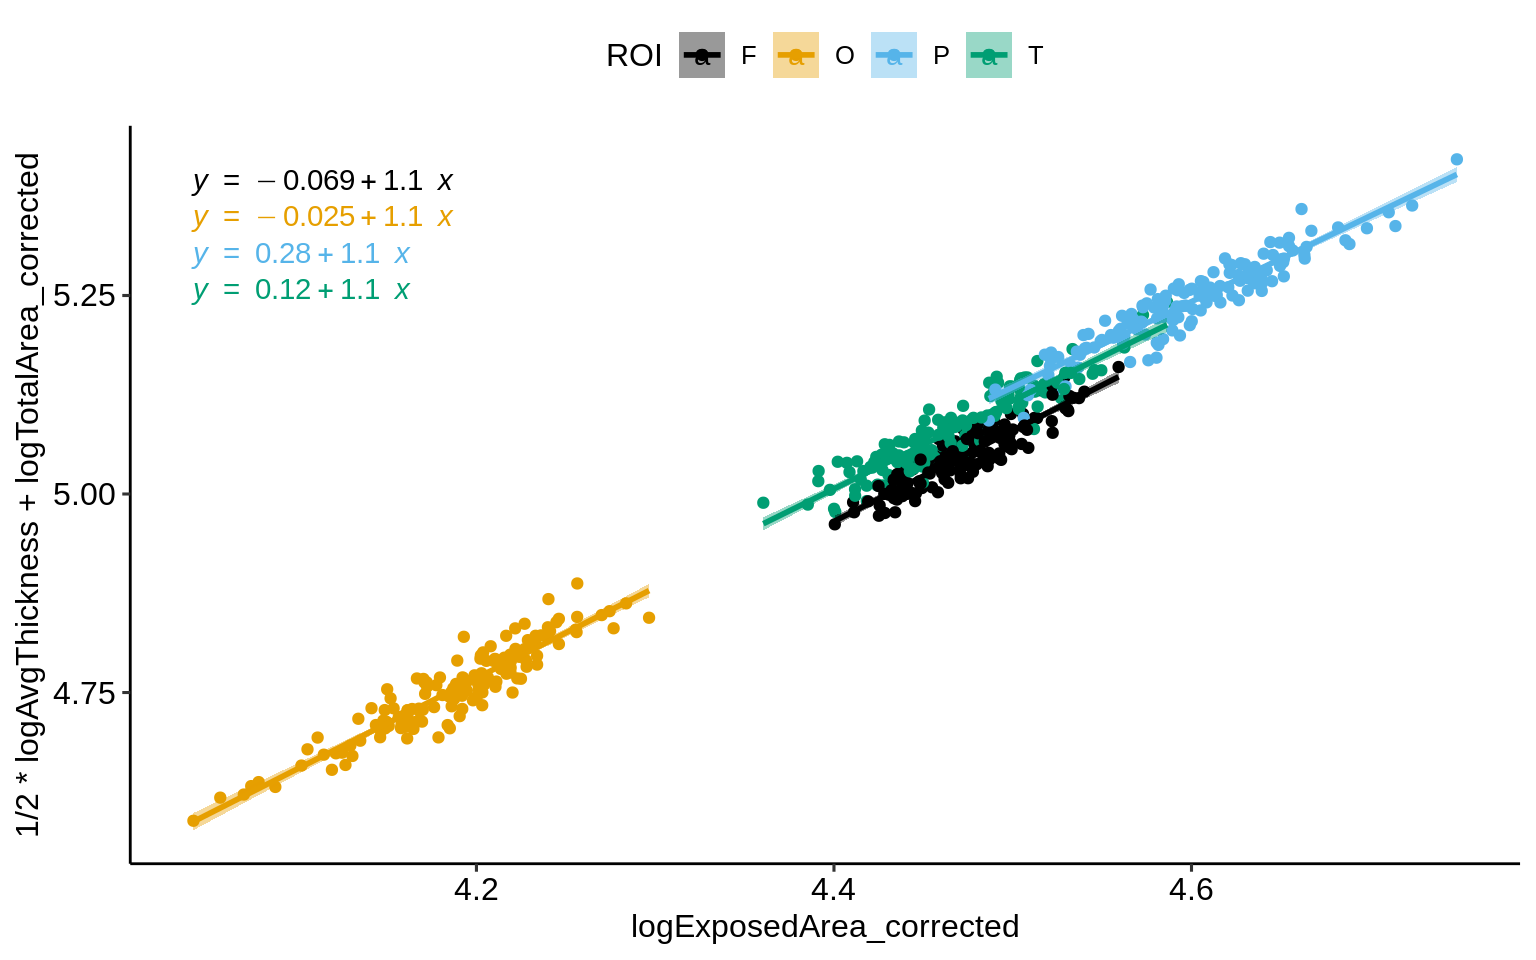 ROI a F a O a P a T
y = − 0.069 + 1.1 x
y = − 0.025 + 1.1 x
y = 0.28 + 1.1 x
y = 0.12 + 1.1 x
1/2 * logAvgThickness + logTotalArea_corrected
5.25
5.00
4.75
4.2 4.4 4.6
logExposedArea_corrected